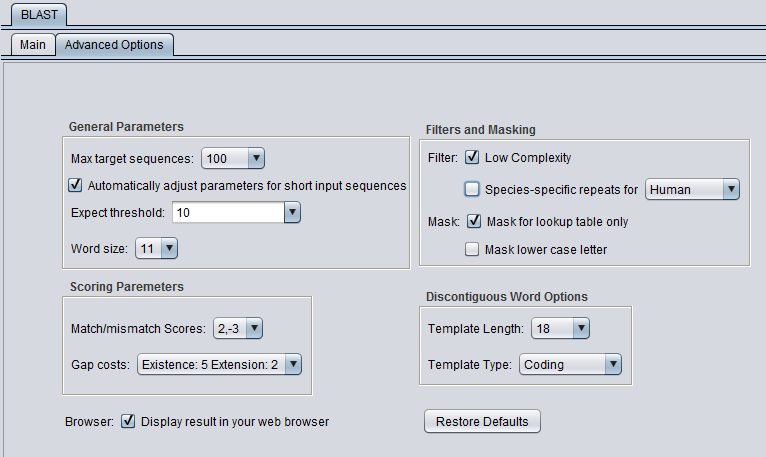 BLAST
Main Advanced Options
General Parameters
Max target sequences: 100
Automatically adjust parameters for short input sequences
Expect threshold: 10
Word size: 11
Filters and Masking
Filter: Low Complexity
Species-specific repeats for Human
Mask: Mask for lookup table only
Mask lower case letter
Scoring Paremeters
Match/mismatch Scores: 2,-3
Gap costs: Existence: 5 Extension: 2
Discontiguous Word Options
Template Length: 18
Template Type: Coding
Browser: Display result in your web browser
Restore Defaults